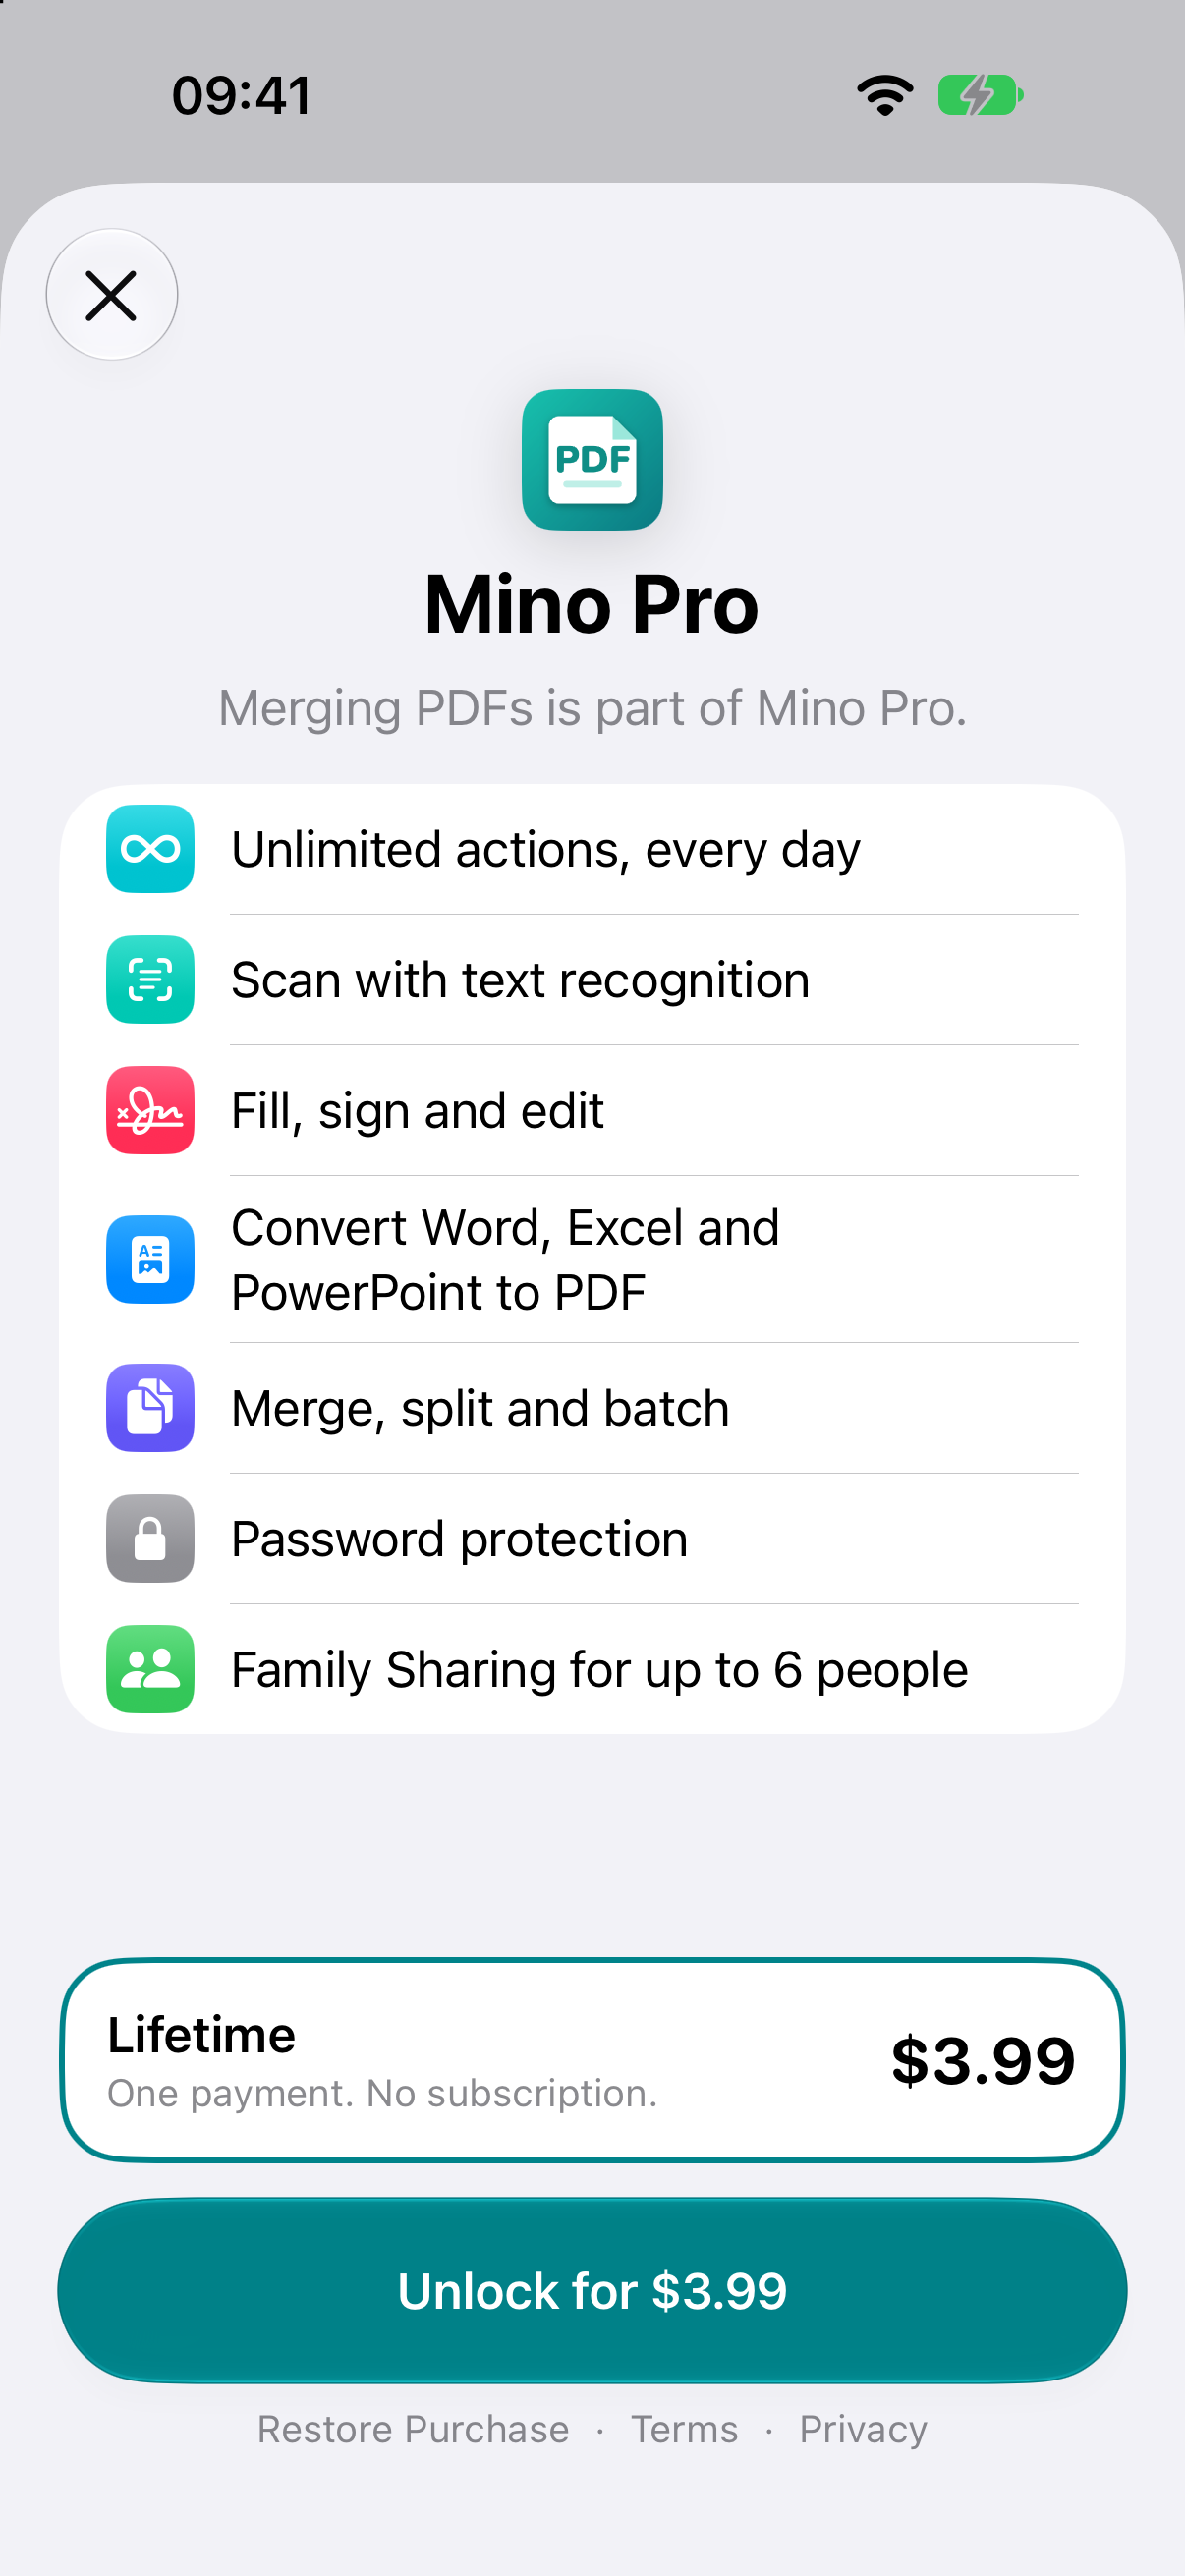 09:41
PDF
Mino Pro
Merging PDFs is part of Mino Pro.
Unlimited actions, every day
Scan with text recognition
Fill, sign and edit
Convert Word, Excel and
PowerPoint to PDF
Merge, split and batch
Password protection
Family Sharing for up to 6 people
Lifetime
One payment. No subscription.
$3.99
Unlock for $3.99
Restore Purchase · Terms · Privacy